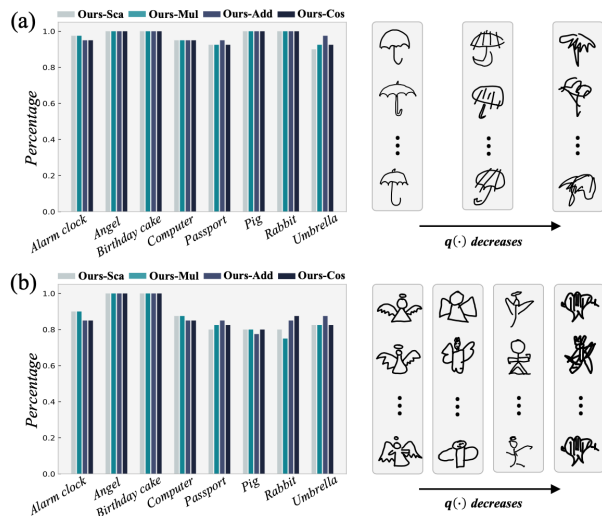 (a)
Ours-Sca Ours-Mul Ours-Add Ours-Cos
Percentage
1.0
0.8
0.6
0.4
0.2
0.0
Alarm clock Angel Birthday cake Computer Passport Pig Rabbit Umbrella
q(·) decreases
(b)
Ours-Sca Ours-Mul Ours-Add Ours-Cos
Percentage
1.0
0.8
0.6
0.4
0.2
0.0
Alarm clock Angel Birthday cake Computer Passport Pig Rabbit Umbrella
q(·) decreases